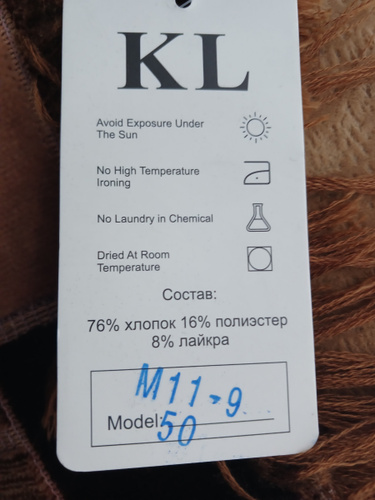 KL
Avoid Exposure Under
The Sun
No High Temperature
Ironing
No Laundry in Chemical
Dried At Room
Temperature
Состав:
76% хлопок 16% полиэстер
8% лайкра
M11-9
Model:
50